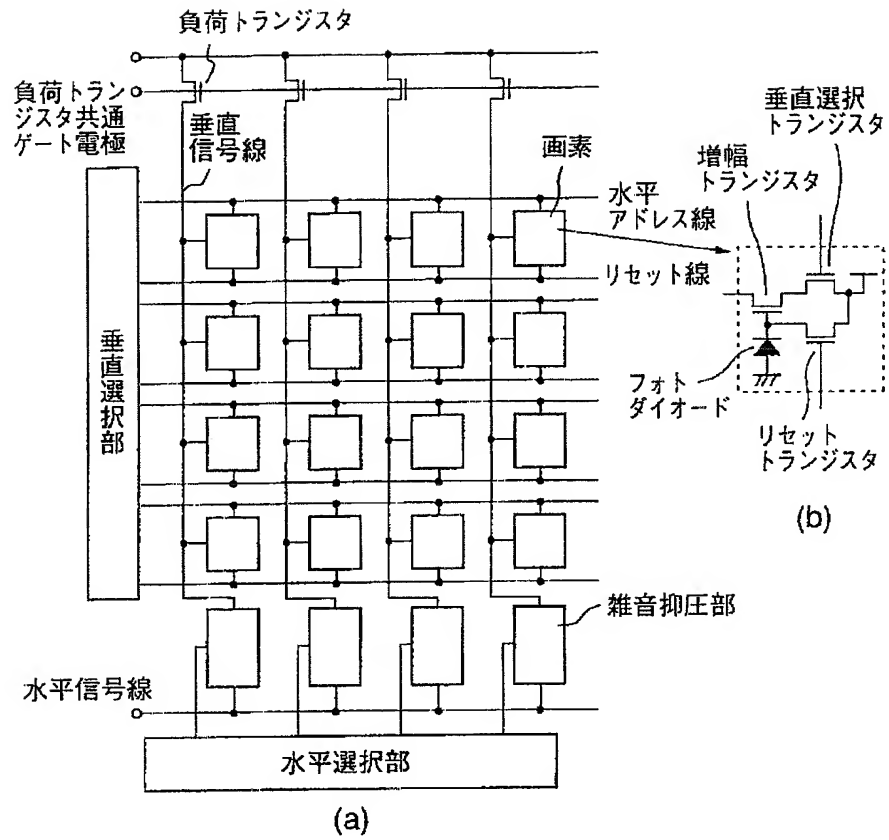 負荷トランジスタ
負荷トラン
ジスタ共通
ゲート電極
垂直
信号線
画素
水平
アドレス線
リセット線
垂直選択部
雑音抑圧部
水平信号線
水平選択部
(a)
垂直選択
トランジスタ
増幅
トランジスタ
フォト
ダイオード
リセット
トランジスタ
(b)